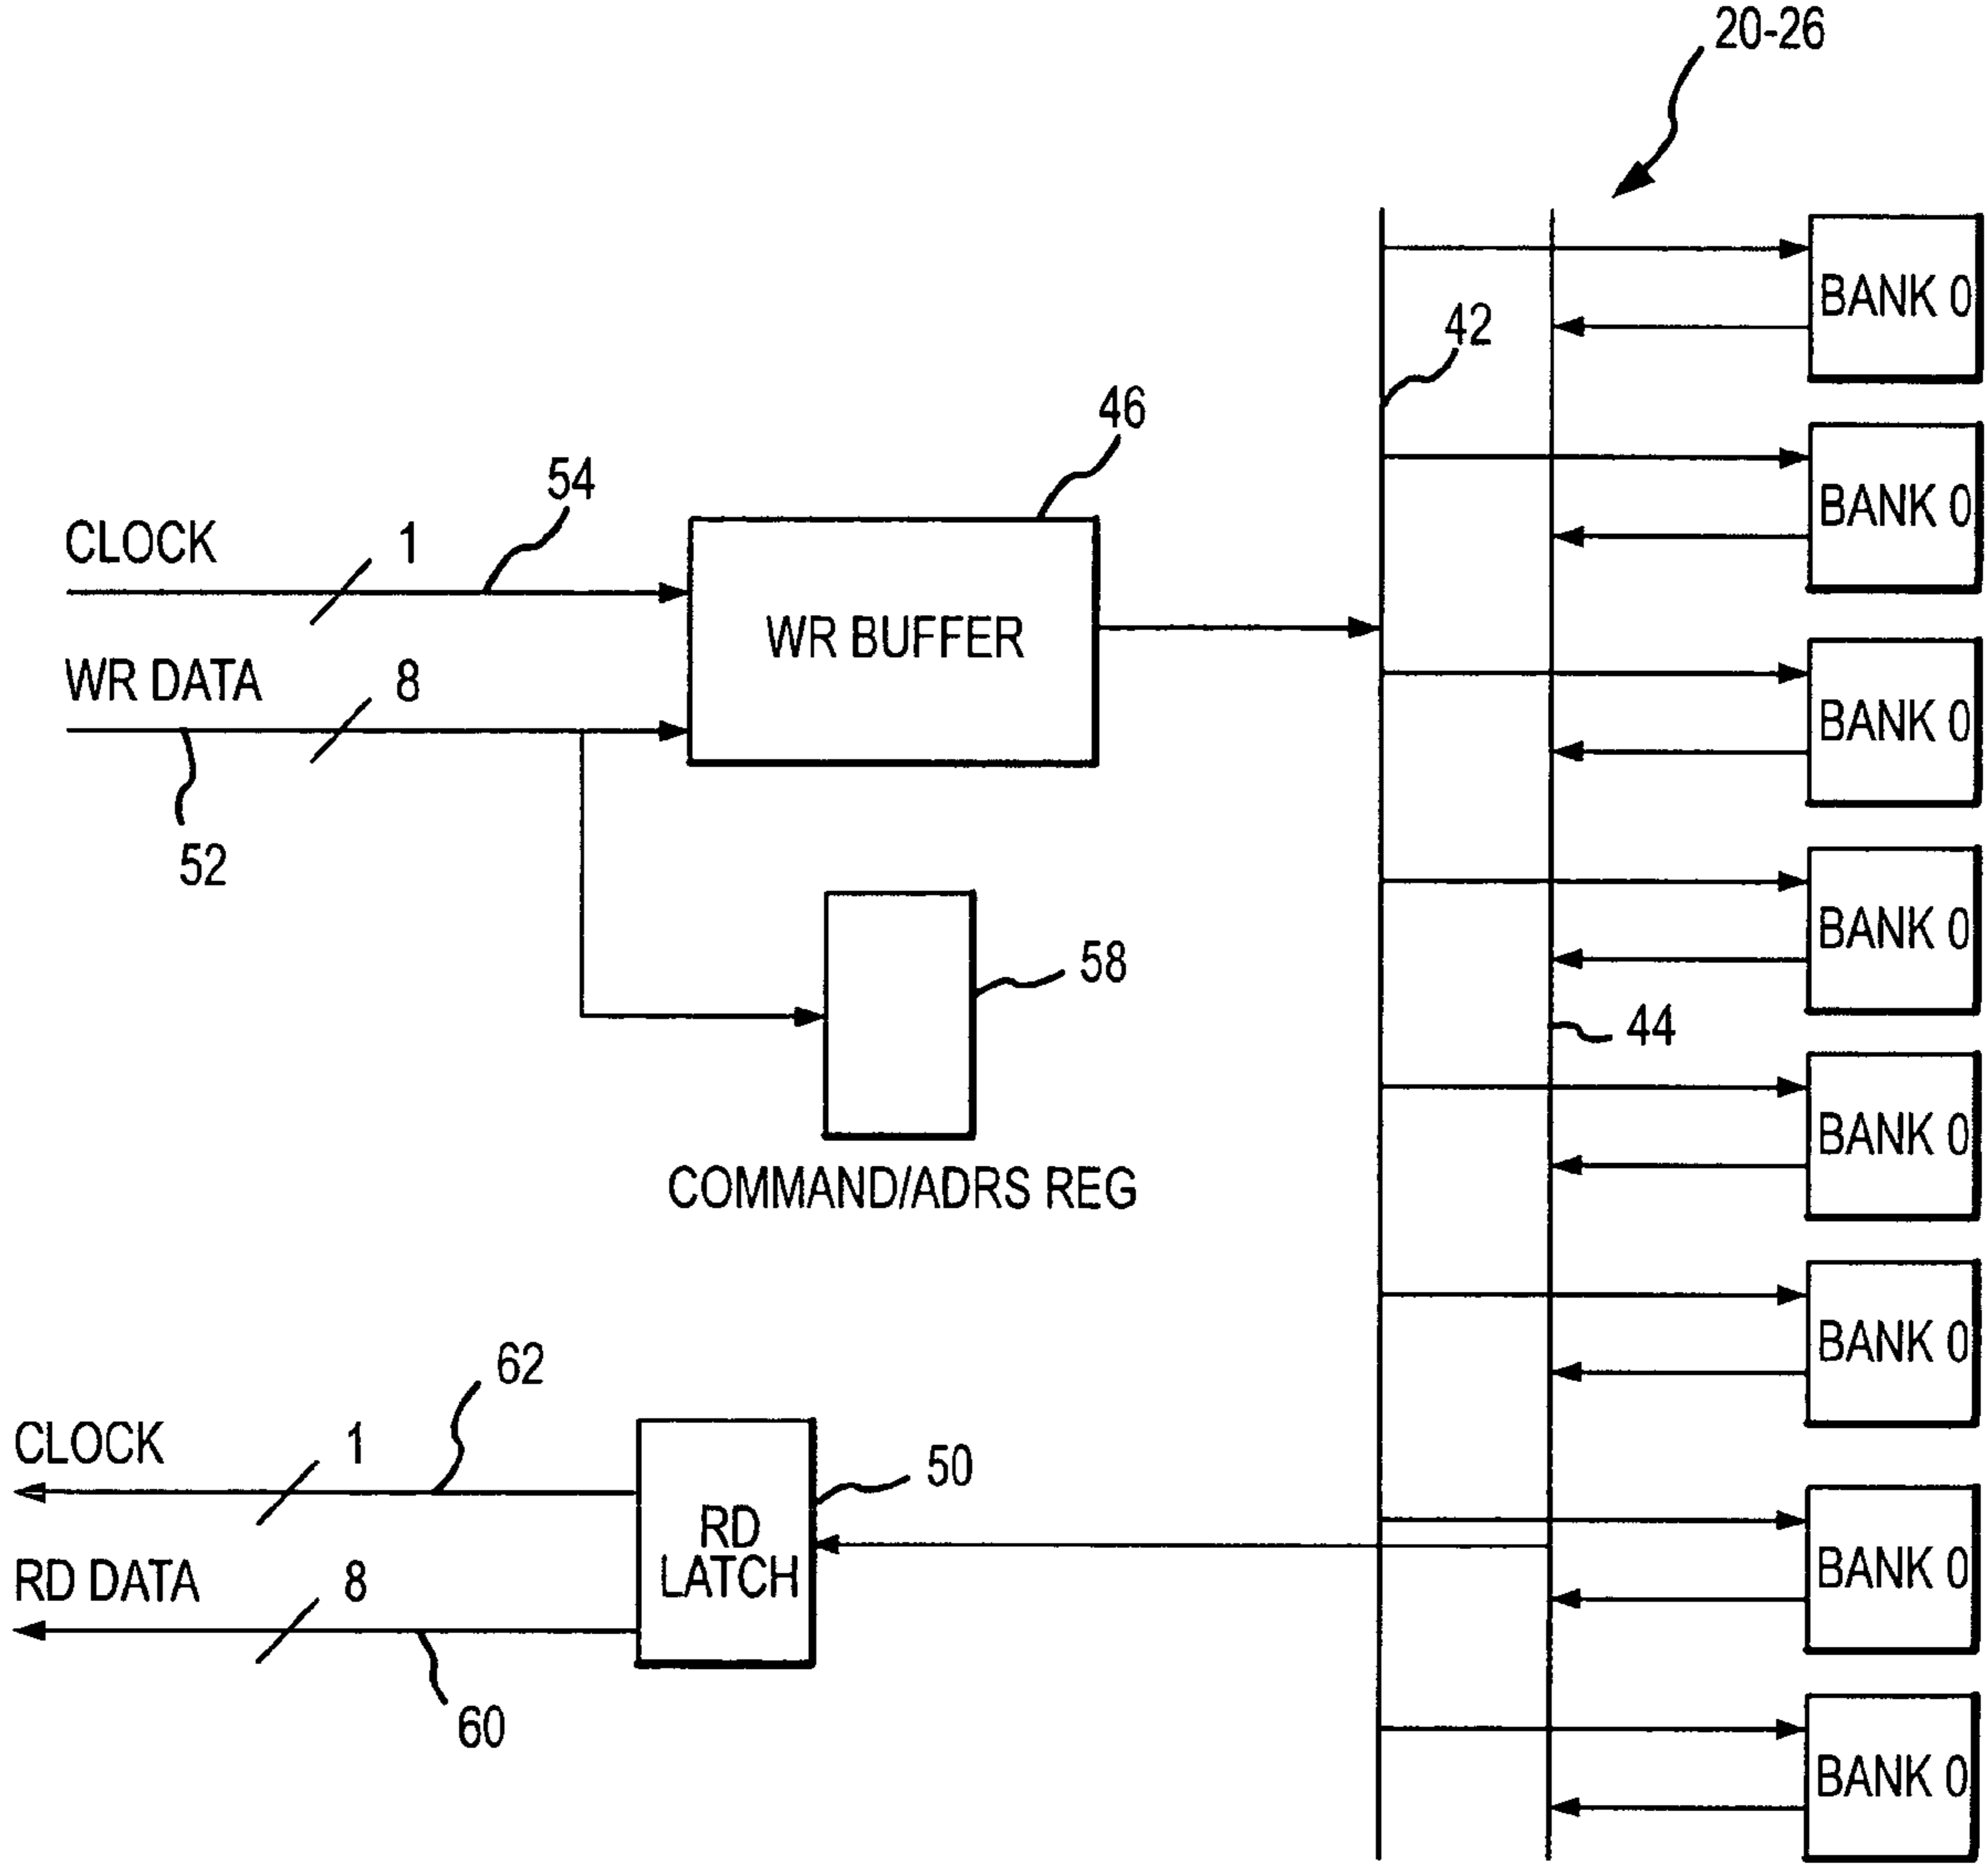 20-26
BANK 0
42
46
BANK 0
54
CLOCK
1
WR BUFFER
WR DATA
8
BANK 0
52
BANK 0
58
44
BANK 0
COMMAND/ADRS REG
BANK 0
62
CLOCK
1
50
RD
LATCH
BANK 0
RD DATA
8
60
BANK 0